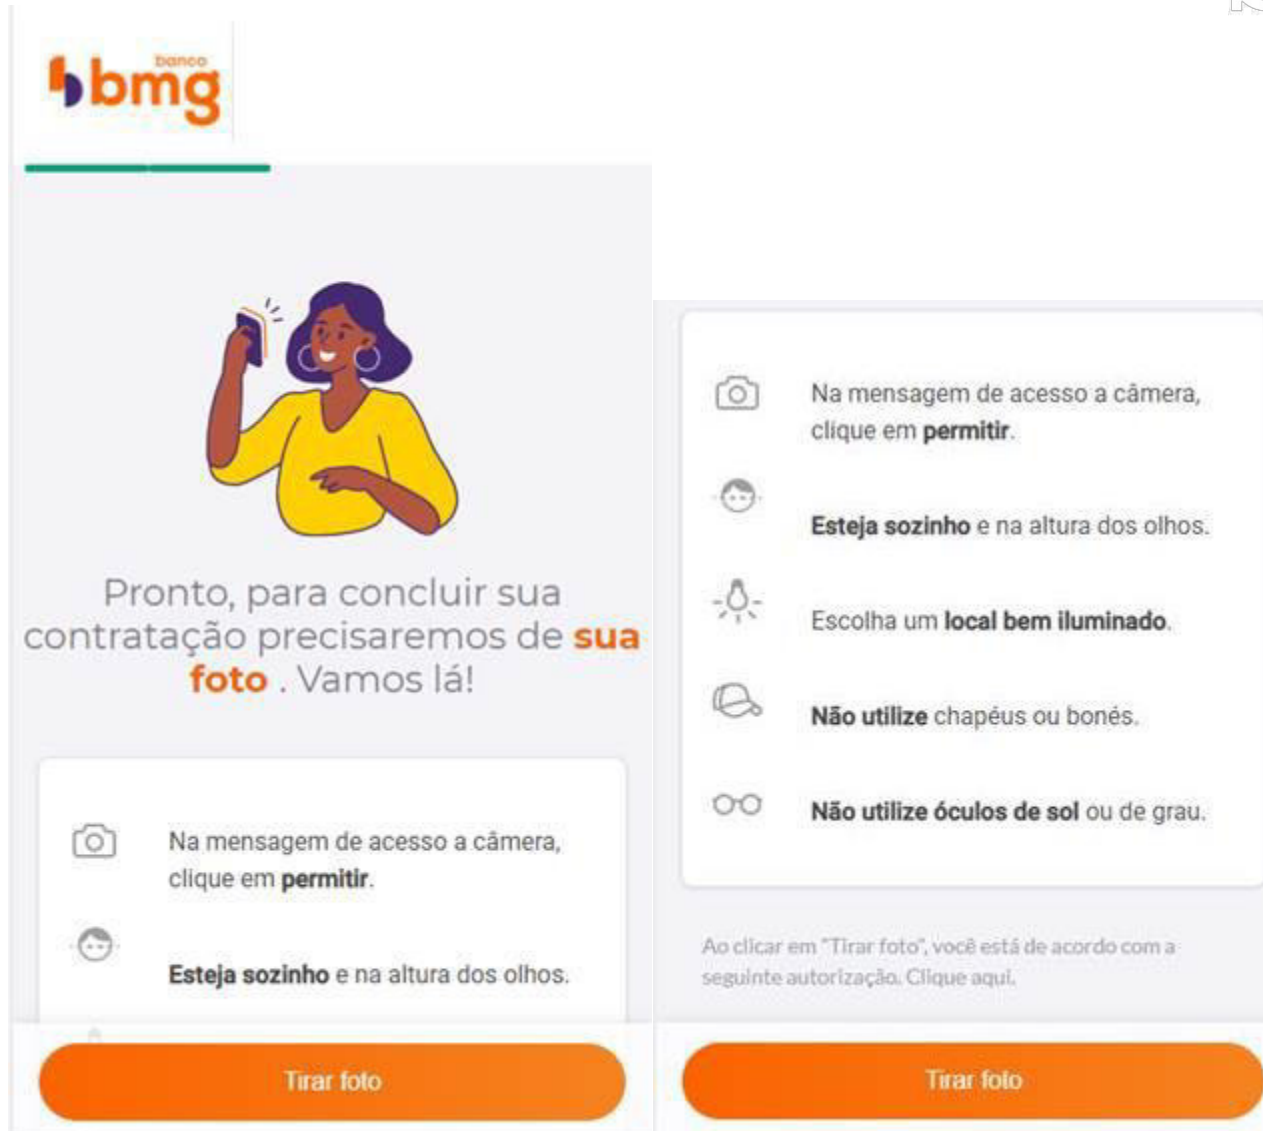 banco
bmg
Pronto, para concluir sua
contratação precisaremos de sua
foto . Vamos lá!
Na mensagem de acesso a câmera,
clique em permitir.
Esteja sozinho e na altura dos olhos.
Tirar foto
Na mensagem de acesso a câmera,
clique em permitir.
Esteja sozinho e na altura dos olhos.
Escolha um local bem iluminado.
Não utilize chapéus ou bonés.
Não utilize óculos de sol ou de grau.
Ao clicar em "Tirar foto", você está de acordo com a
seguinte autorização. Clique aqui.
Tirar foto